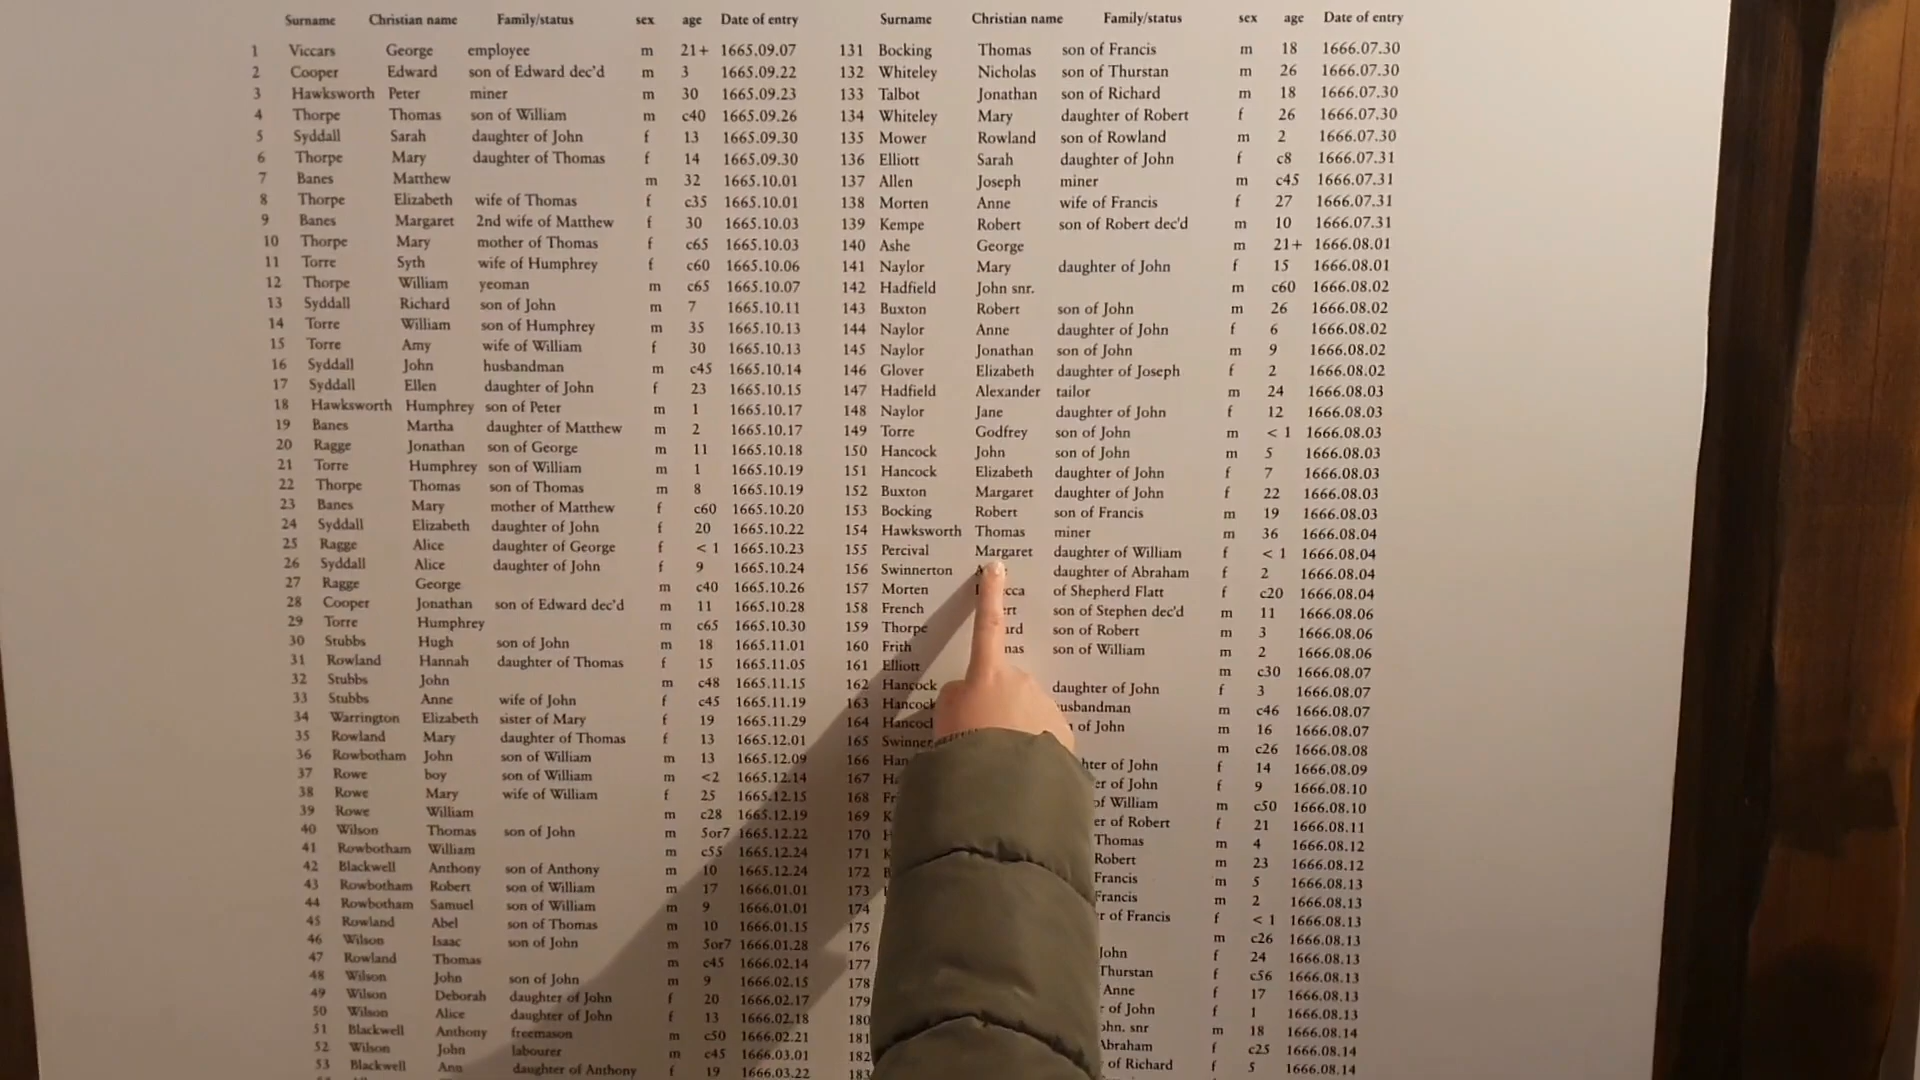 Surname Christian name Family/status sex age Date of entry
1 Viccars George employee m 21+ 1665.09.07
2 Cooper Edward son of Edward dec'd m 3 1665.09.22
3 Hawksworth Peter miner m 30 1665.09.23
4 Thorpe Thomas son of William m c40 1665.09.26
5 Syddall Sarah daughter of John f 13 1665.09.30
6 Thorpe Mary daughter of Thomas f 14 1665.09.30
7 Banes Matthew m 32 1665.10.01
8 Thorpe Elizabeth wife of Thomas f c35 1665.10.01
9 Banes Margaret 2nd wife of Matthew f 30 1665.10.03
10 Thorpe Mary mother of Thomas f c65 1665.10.03
11 Torre Syth wife of Humphrey f c60 1665.10.06
12 Thorpe William yeoman m c65 1665.10.07
13 Syddall Richard son of John m 7 1665.10.11
14 Torre William son of Humphrey m 35 1665.10.13
15 Torre Amy wife of William f 30 1665.10.13
16 Syddall John husbandman m c45 1665.10.14
17 Syddall Ellen daughter of John f 23 1665.10.15
18 Hawksworth Humphrey son of Peter m 1 1665.10.17
19 Banes Martha daughter of Matthew m 2 1665.10.17
20 Ragge Jonathan son of George m 11 1665.10.18
21 Torre Humphrey son of William m 1 1665.10.19
22 Thorpe Thomas son of Thomas m 8 1665.10.19
23 Banes Mary mother of Matthew f c60 1665.10.20
24 Syddall Elizabeth daughter of John f 20 1665.10.22
25 Ragge Alice daughter of George f < 1 1665.10.23
26 Syddall Alice daughter of John f 9 1665.10.24
27 Ragge George m c40 1665.10.26
28 Cooper Jonathan son of Edward dec'd m 11 1665.10.28
29 Torre Humphrey m c65 1665.10.30
30 Stubbs Hugh son of John m 18 1665.11.01
31 Rowland Hannah daughter of Thomas f 15 1665.11.05
32 Stubbs John m c48 1665.11.15
33 Stubbs Anne wife of John f c45 1665.11.19
34 Warrington Elizabeth sister of Mary f 19 1665.11.29
35 Rowland Mary daughter of Thomas f 13 1665.12.01
36 Rowbotham John son of William m 13 1665.12.09
37 Rowe boy son of William m <2 1665.12.14
38 Rowe Mary wife of William f 25 1665.12.15
39 Rowe William m c28 1665.12.19
40 Wilson Thomas son of John m 5or7 1665.12.22
41 Rowbotham William m c55 1665.12.24
42 Blackwell Anthony son of Anthony m 10 1665.12.24
43 Rowbotham Robert son of William m 17 1666.01.01
44 Rowbotham Samuel son of William m 9 1666.01.01
45 Rowland Abel son of Thomas m 10 1666.01.15
46 Wilson Isaac son of John m 5or7 1666.01.28
47 Rowland Thomas m c45 1666.02.14
48 Wilson John son of John m 9 1666.02.15
49 Wilson Deborah daughter of John f 20 1666.02.17
50 Wilson Alice daughter of John f 13 1666.02.18
51 Blackwell Anthony freemason m c50 1666.02.21
52 Wilson John labourer m c45 1666.03.01
53 Blackwell Ann daughter of Anthony f 19 1666.03.22
Surname Christian name Family/status sex age Date of entry
131 Bocking Thomas son of Francis m 18 1666.07.30
132 Whiteley Nicholas son of Thurstan m 26 1666.07.30
133 Talbot Jonathan son of Richard m 18 1666.07.30
134 Whiteley Mary daughter of Robert f 26 1666.07.30
135 Mower Rowland son of Rowland m 2 1666.07.30
136 Elliott Sarah daughter of John f c8 1666.07.31
137 Allen Joseph miner m c45 1666.07.31
138 Morten Anne wife of Francis f 27 1666.07.31
139 Kempe Robert son of Robert dec'd m 10 1666.07.31
140 Ashe George m 21+ 1666.08.01
141 Naylor Mary daughter of John f 15 1666.08.01
142 Hadfield John snr. m c60 1666.08.02
143 Buxton Robert son of John m 26 1666.08.02
144 Naylor Anne daughter of John f 6 1666.08.02
145 Naylor Jonathan son of John m 9 1666.08.02
146 Glover Elizabeth daughter of Joseph f 2 1666.08.02
147 Hadfield Alexander tailor m 24 1666.08.03
148 Naylor Jane daughter of John f 12 1666.08.03
149 Torre Godfrey son of John m < 1 1666.08.03
150 Hancock John son of John m 5 1666.08.03
151 Hancock Elizabeth daughter of John f 7 1666.08.03
152 Buxton Margaret daughter of John f 22 1666.08.03
153 Bocking Robert son of Francis m 19 1666.08.03
154 Hawksworth Thomas miner m 36 1666.08.04
155 Percival Margaret daughter of William f < 1 1666.08.04
156 Swinnerton daughter of Abraham f 2 1666.08.04
157 Morten of Shepherd Flatt f c20 1666.08.04
158 French son of Stephen dec'd m 11 1666.08.06
159 Thorpe son of Robert m 3 1666.08.06
160 Frith son of William m 2 1666.08.06
161 Elliott m c30 1666.08.07
162 Hancock daughter of John f 3 1666.08.07
163 Hancock m c46 1666.08.07
164 of John m 16 1666.08.07
165 m c26 1666.08.08
166 of John f 14 1666.08.09
167 of John f 9 1666.08.10
168 of William m c50 1666.08.10
169 of Robert f 21 1666.08.11
170 Thomas m 4 1666.08.12
171 Robert m 23 1666.08.12
172 Francis m 5 1666.08.13
173 Francis m 2 1666.08.13
174 of Francis f < 1 1666.08.13
175 m c26 1666.08.13
176 John f 24 1666.08.13
177 Thurstan f c56 1666.08.13
178 Anne f 17 1666.08.13
179 of John f 1 1666.08.13
180 snr m 18 1666.08.14
181 Abraham f c25 1666.08.14
182 of Richard f 5 1666.08.14
183